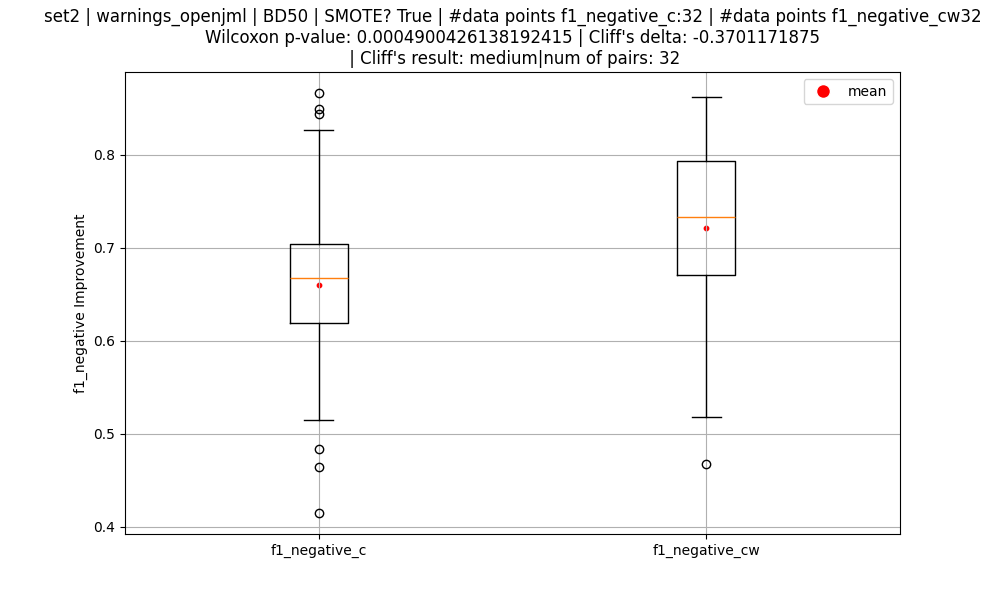 set2 | warnings_openjml | BD50 | SMOTE? True | #data points f1_negative_c:32 | #data points f1_negative_cw32
Wilcoxon p-value: 0.0004900426138192415 | Cliff's delta: -0.3701171875
| Cliff's result: medium|num of pairs: 32
mean
0.8
0.7
0.6
0.5
0.4
f1_negative Improvement
f1_negative_c
f1_negative_cw